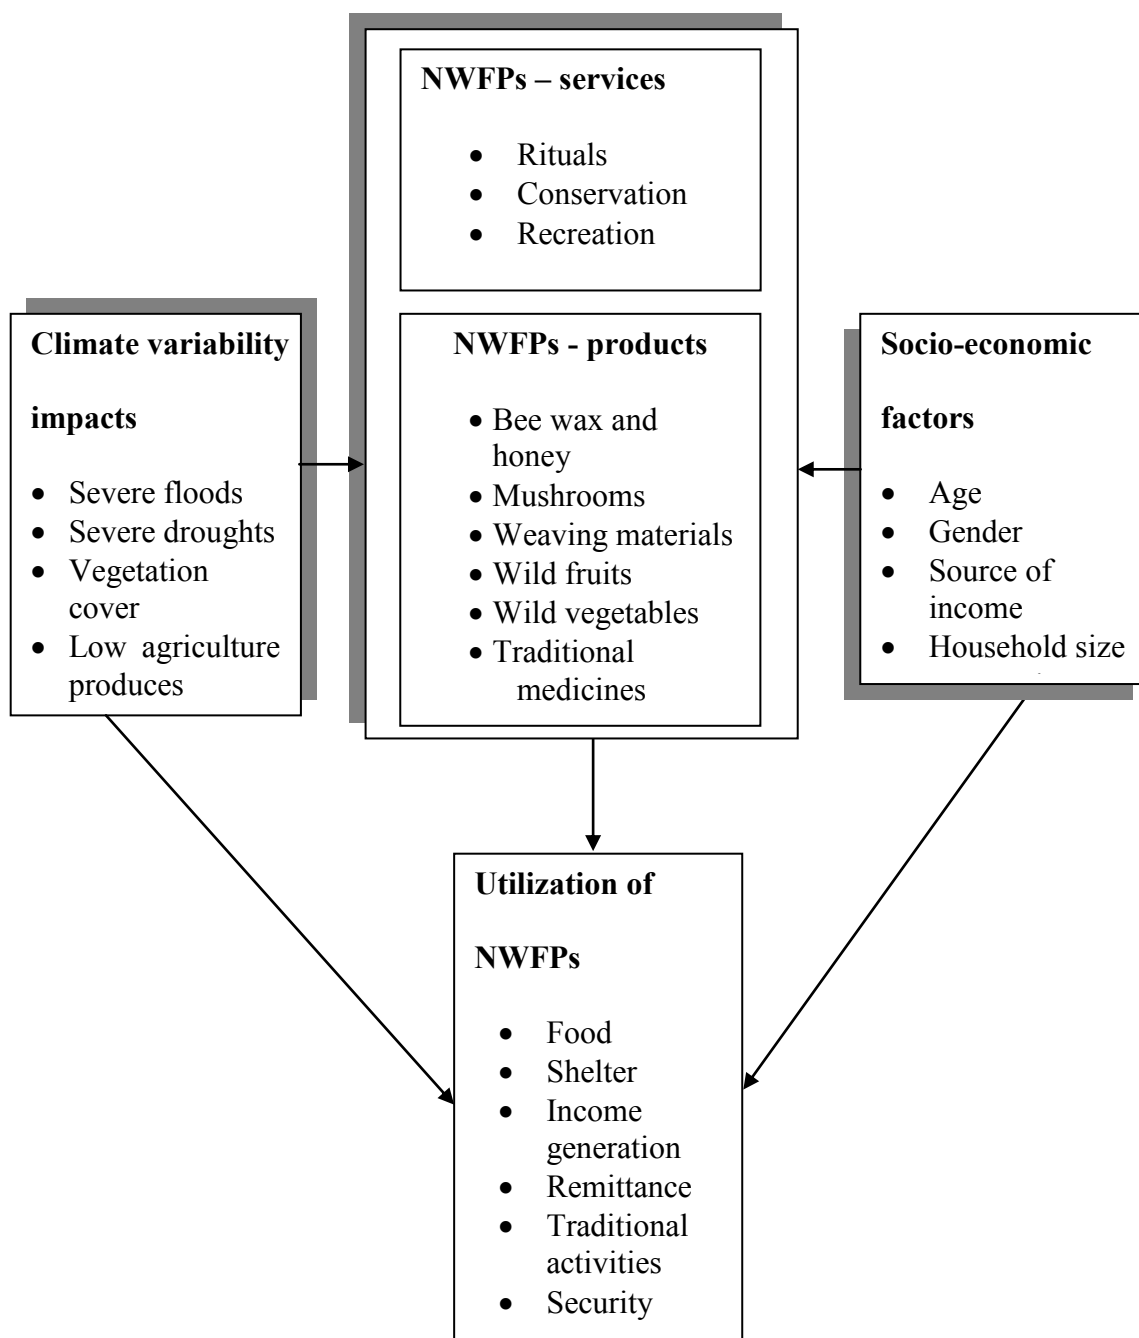 NWFPs – services
• Rituals
• Conservation
• Recreation
NWFPs - products
• Bee wax and
honey
• Mushrooms
• Weaving materials
• Wild fruits
• Wild vegetables
• Traditional
medicines
Climate variability
impacts
• Severe floods
• Severe droughts
• Vegetation
cover
• Low agriculture
produces
Socio-economic
factors
• Age
• Gender
• Source of
income
• Household size
Utilization of
NWFPs
• Food
• Shelter
• Income
generation
• Remittance
• Traditional
activities
• Security